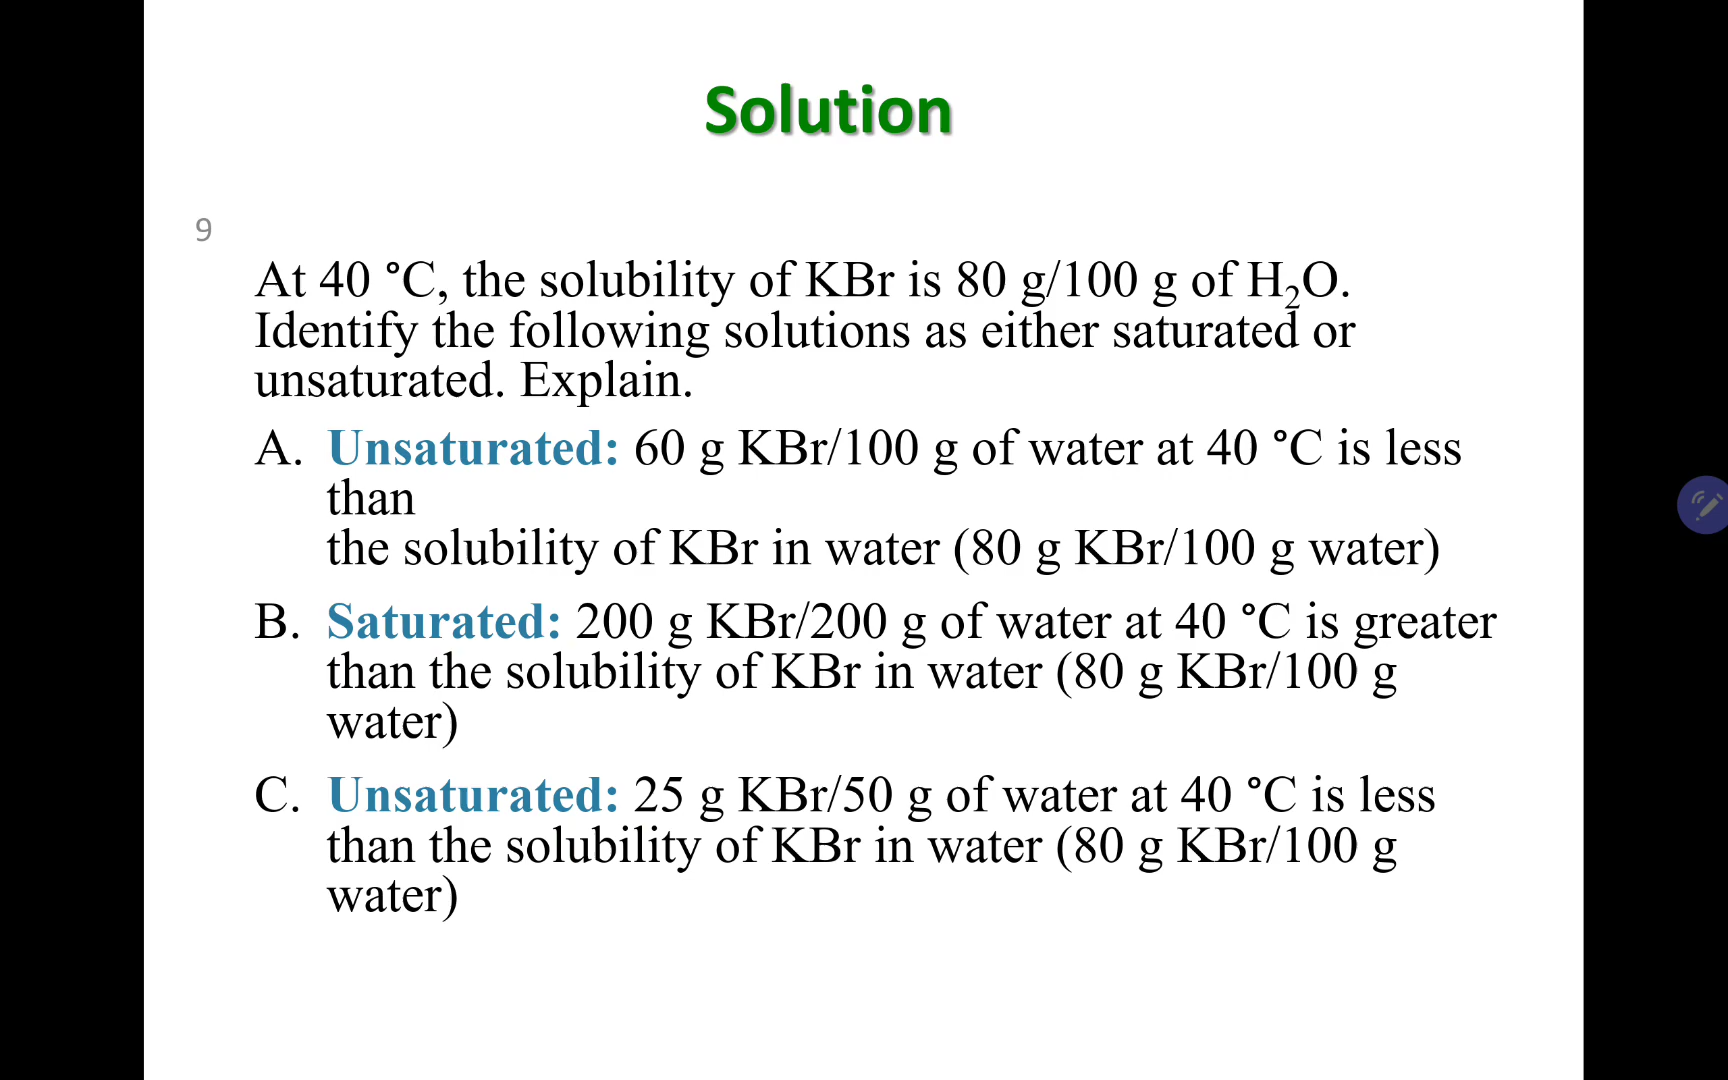 Solution
9
At 40 °C, the solubility of KBr is 80 g/100 g of H₂O.
Identify the following solutions as either saturated or
unsaturated. Explain.
A. Unsaturated: 60 g KBr/100 g of water at 40 °C is less
than
the solubility of KBr in water (80 g KBr/100 g water)
B. Saturated: 200 g KBr/200 g of water at 40 °C is greater
than the solubility of KBr in water (80 g KBr/100 g
water)
C. Unsaturated: 25 g KBr/50 g of water at 40 °C is less
than the solubility of KBr in water (80 g KBr/100 g
water)